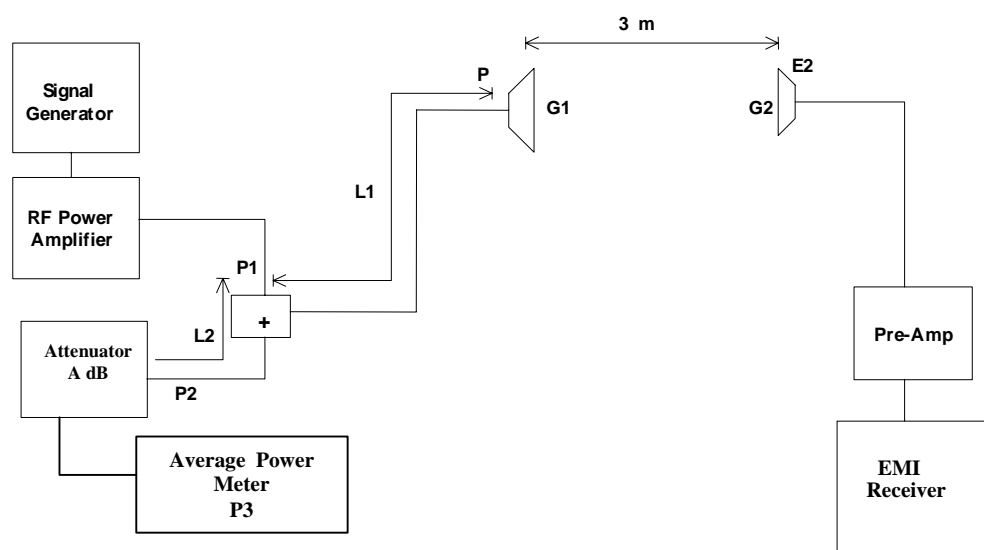 3 m
Signal
Generator
P
G1
E2
G2
L1
RF Power
Amplifier
P1
+
L2
Attenuator
A dB
P2
Pre-Amp
Average Power
Meter
P3
EMI
Receiver